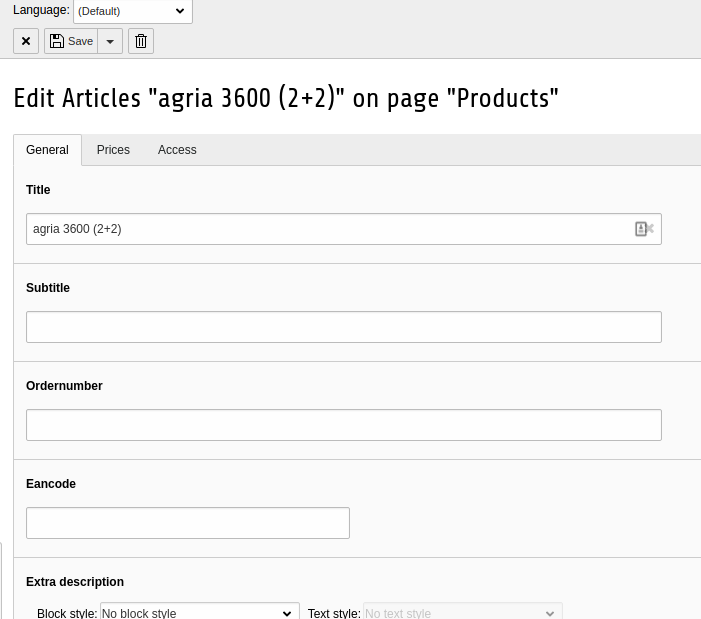 Language: (Default)
Save
Edit Articles "agria 3600 (2+2)" on page "Products"
General Prices Access
Title
agria 3600 (2+2)
Subtitle
Ordernumber
Eancode
Extra description
Block style: No block style Text style: No text style